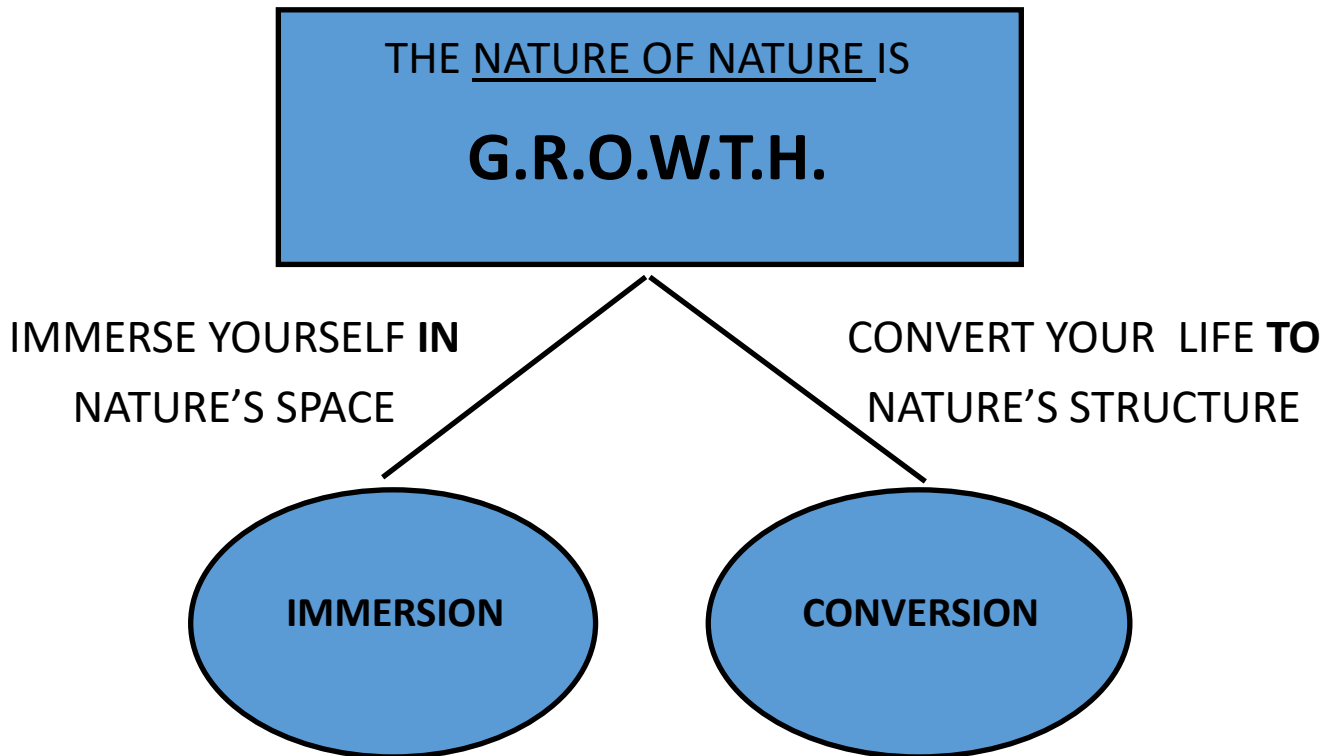 THE NATURE OF NATURE IS
G.R.O.W.T.H.
IMMERSE YOURSELF IN
NATURE’S SPACE
CONVERT YOUR  LIFE TO
NATURE’S STRUCTURE
IMMERSION
CONVERSION